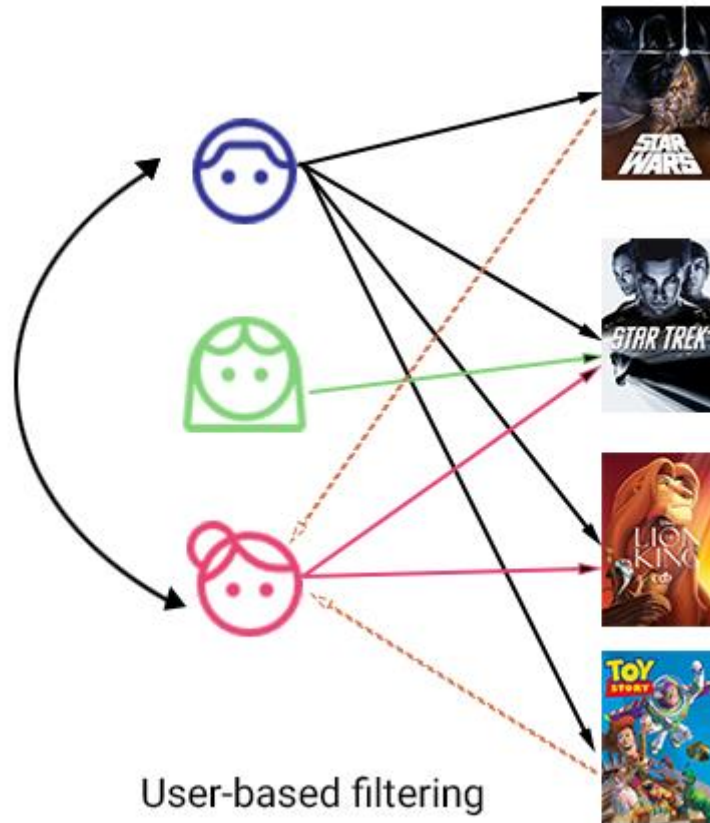 STAR
WARS
STAR TREK
LION
KING
TOY
STORY
User-based filtering